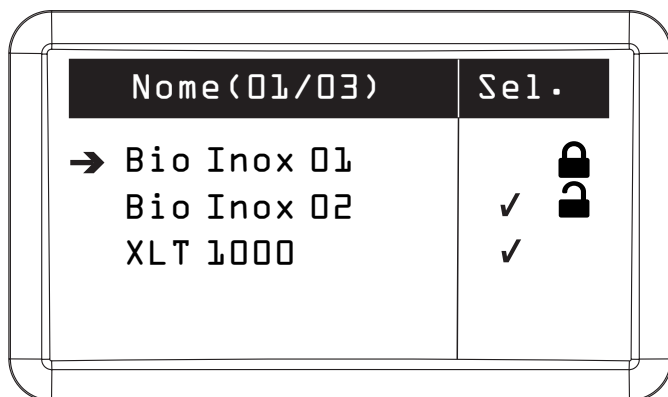 Nome(01/03) Sel.
→ Bio Inox 01
Bio Inox 02 ✓
XLT 1000 ✓